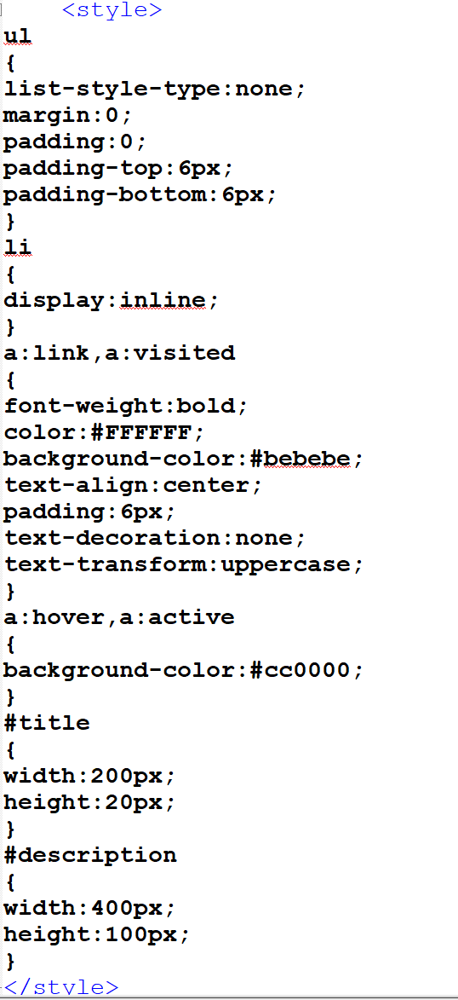 <style>
ul
{
list-style-type:none;
margin:0;
padding:0;
padding-top:6px;
padding-bottom:6px;
}
li
{
display:inline;
}
a:link,a:visited
{
font-weight:bold;
color:#FFFFFF;
background-color:#bebebe;
text-align:center;
padding:6px;
text-decoration:none;
text-transform:uppercase;
}
a:hover,a:active
{
background-color:#cc0000;
}
#title
{
width:200px;
height:20px;
}
#description
{
width:400px;
height:100px;
}
</style>